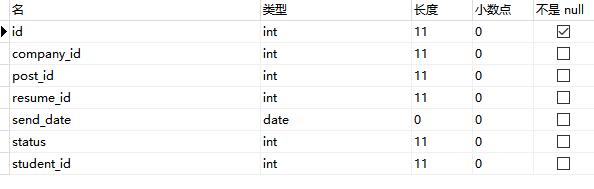 名 类型 长度 小数点 不是 null
id int 11 0
company_id int 11 0
post_id int 11 0
resume_id int 11 0
send_date date 0 0
status int 11 0
student_id int 11 0